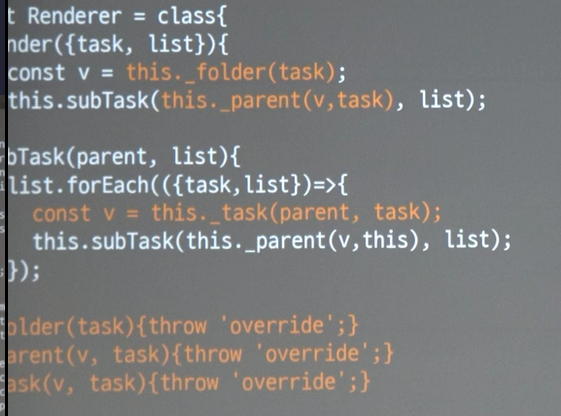 t Renderer = class{
nder({task, list}){
const v = this._folder(task);
this.subTask(this._parent(v,task), list);
bTask(parent, list){
list.forEach(({task,list})=>{
const v = this._task(parent, task);
this.subTask(this._parent(v,this), list);
});
older(task){throw 'override';}
arent(v, task){throw 'override';}
ask(v, task){throw 'override';}